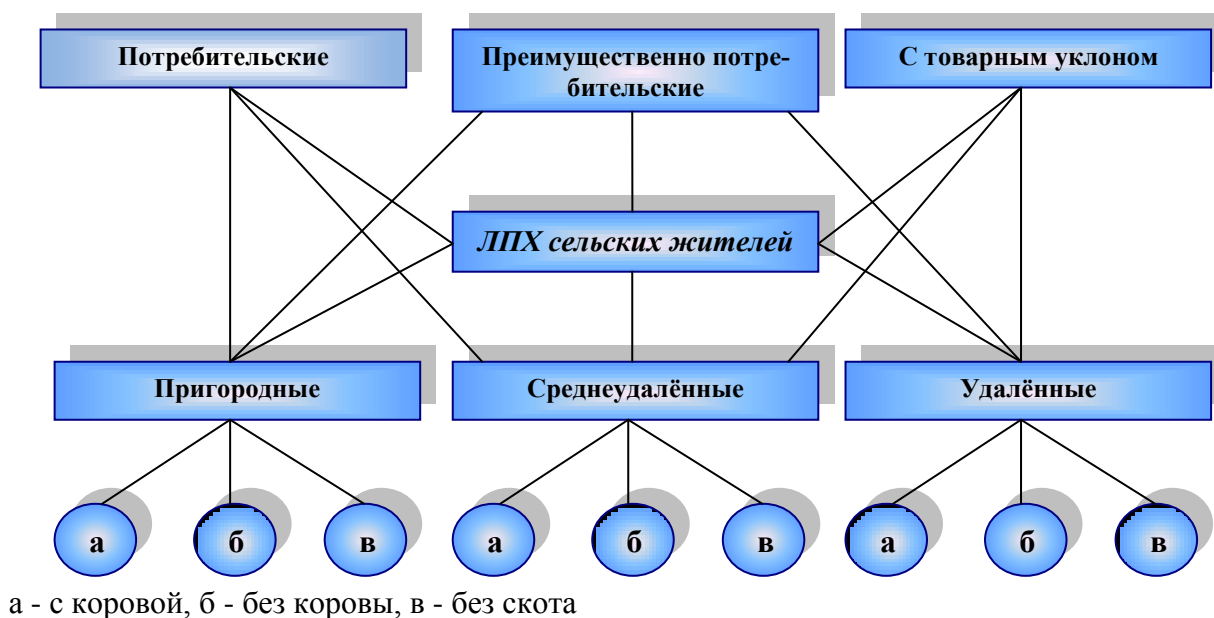 Потребительские
Преимущественно потре-
бительские
С товарным уклоном
ЛПХ сельских жителей
Пригородные
Среднеудалённые
Удалённые
а
б
в
а
б
в
а
б
в
а - с коровой, б - без коровы, в - без скота